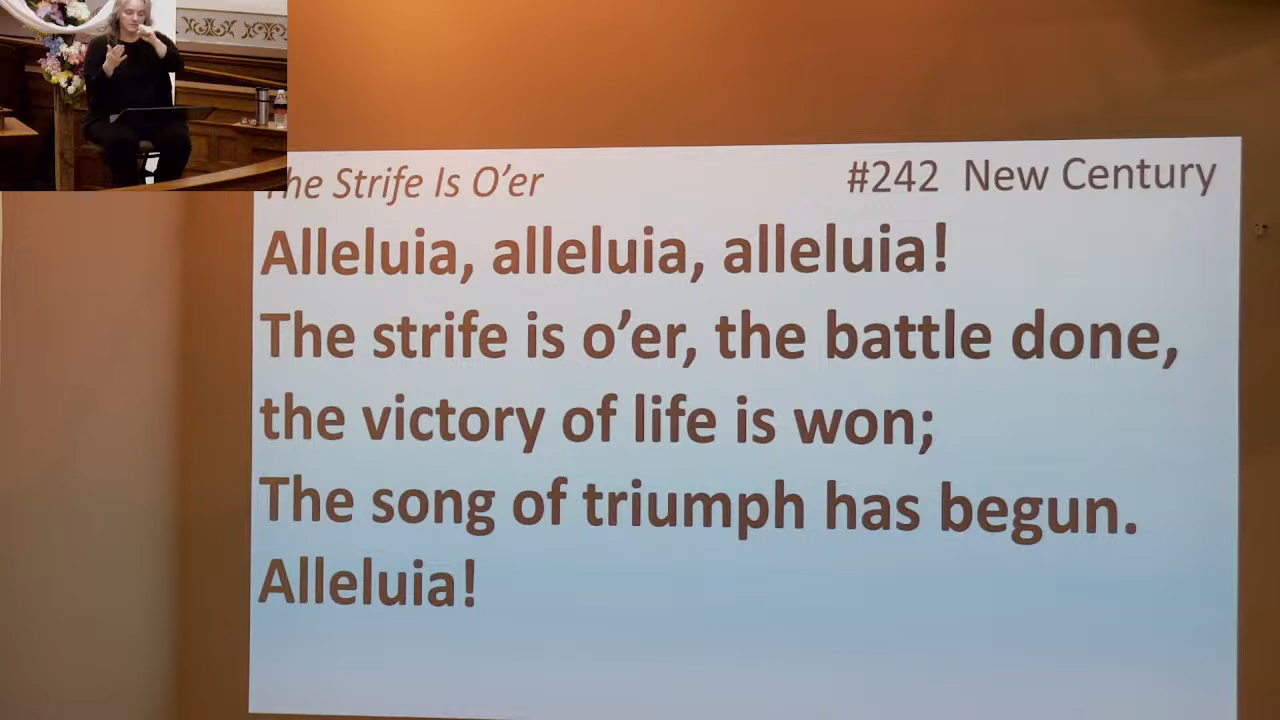 he Strife Is O'er #242 New Century
Alleluia, alleluia, alleluia!
The strife is o'er, the battle done,
the victory of life is won;
The song of triumph has begun.
Alleluia!